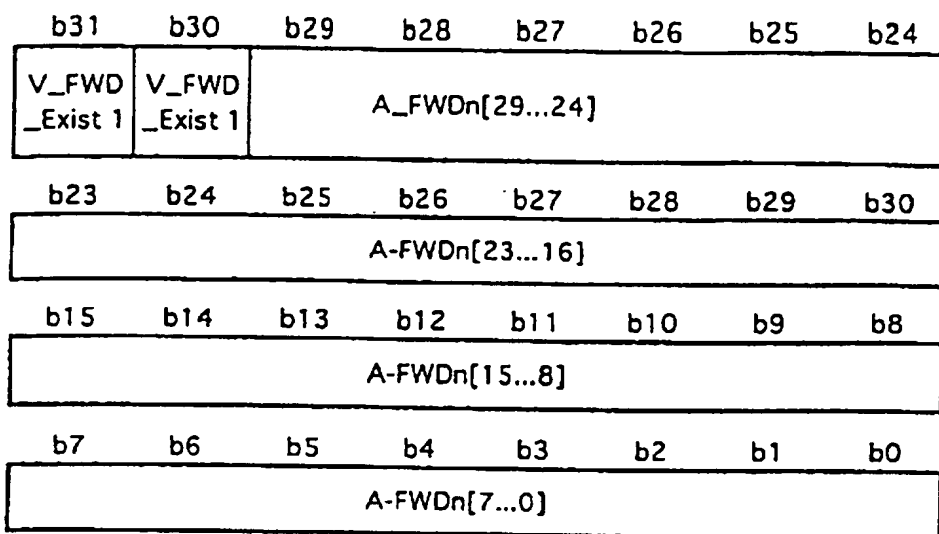 b31 b30 b29 b28 b27 b26 b25 b24
V_FWD V_FWD
_Exist 1 _Exist 1
A_FWDn[29...24]
b23 b24 b25 b26 b27 b28 b29 b30
A-FWDn[23...16]
b15 b14 b13 b12 b11 b10 b9 b8
A-FWDn[15...8]
b7 b6 b5 b4 b3 b2 b1 b0
A-FWDn[7...0]